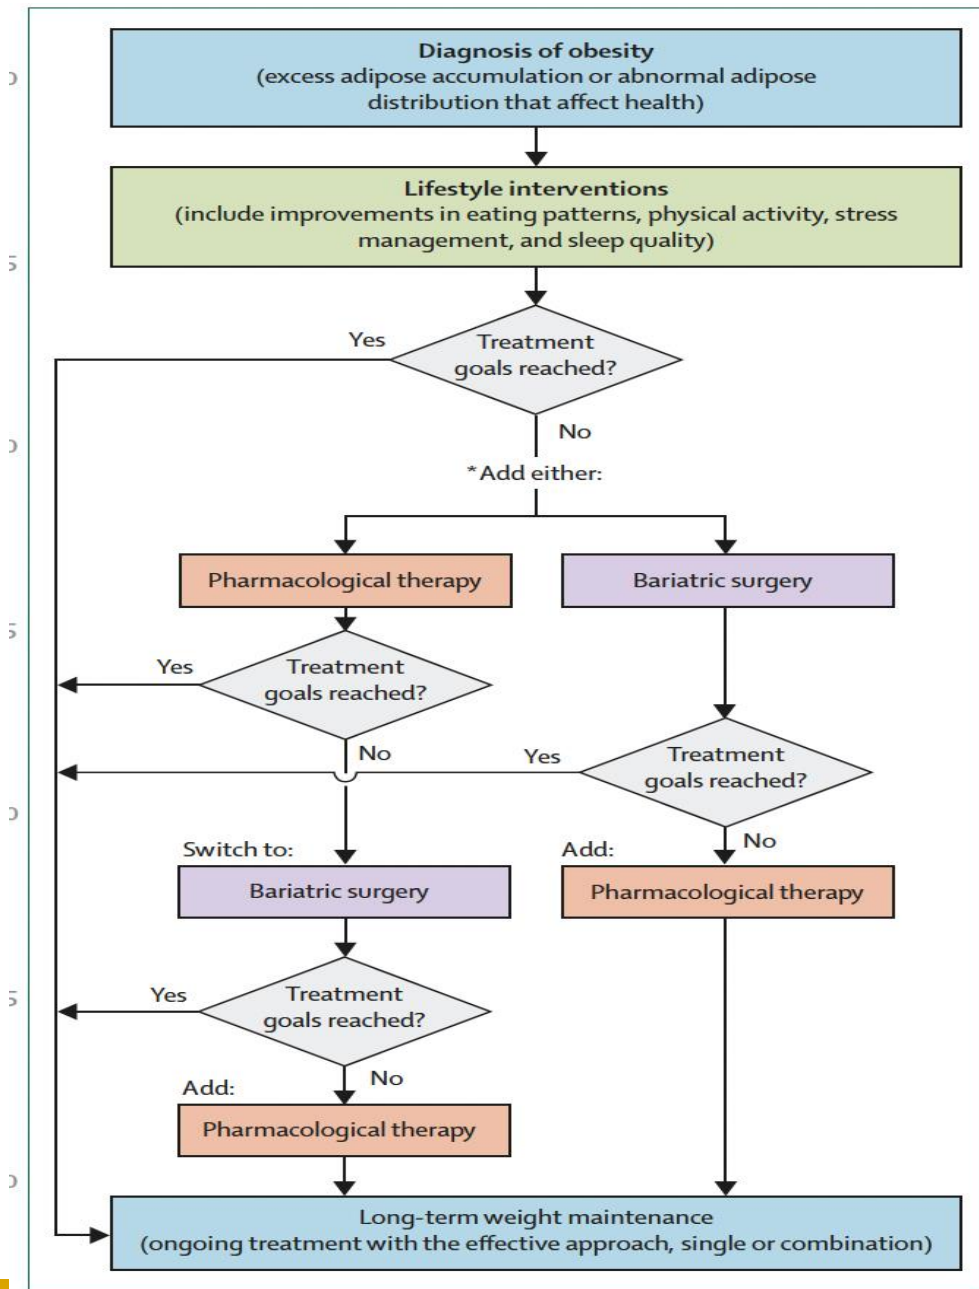 Diagnosis of obesity
(excess adipose accumulation or abnormal adipose
distribution that affect health)
Lifestyle interventions
(include improvements in eating patterns, physical activity, stress
management, and sleep quality)
Treatment
goals reached?
Yes
No
*Add either:
Pharmacological therapy
Bariatric surgery
Treatment
goals reached?
Yes
No
Treatment
goals reached?
Yes
No
Switch to:
Bariatric surgery
Add:
Pharmacological therapy
Treatment
goals reached?
Yes
No
Add:
Pharmacological therapy
Long-term weight maintenance
(ongoing treatment with the effective approach, single or combination)